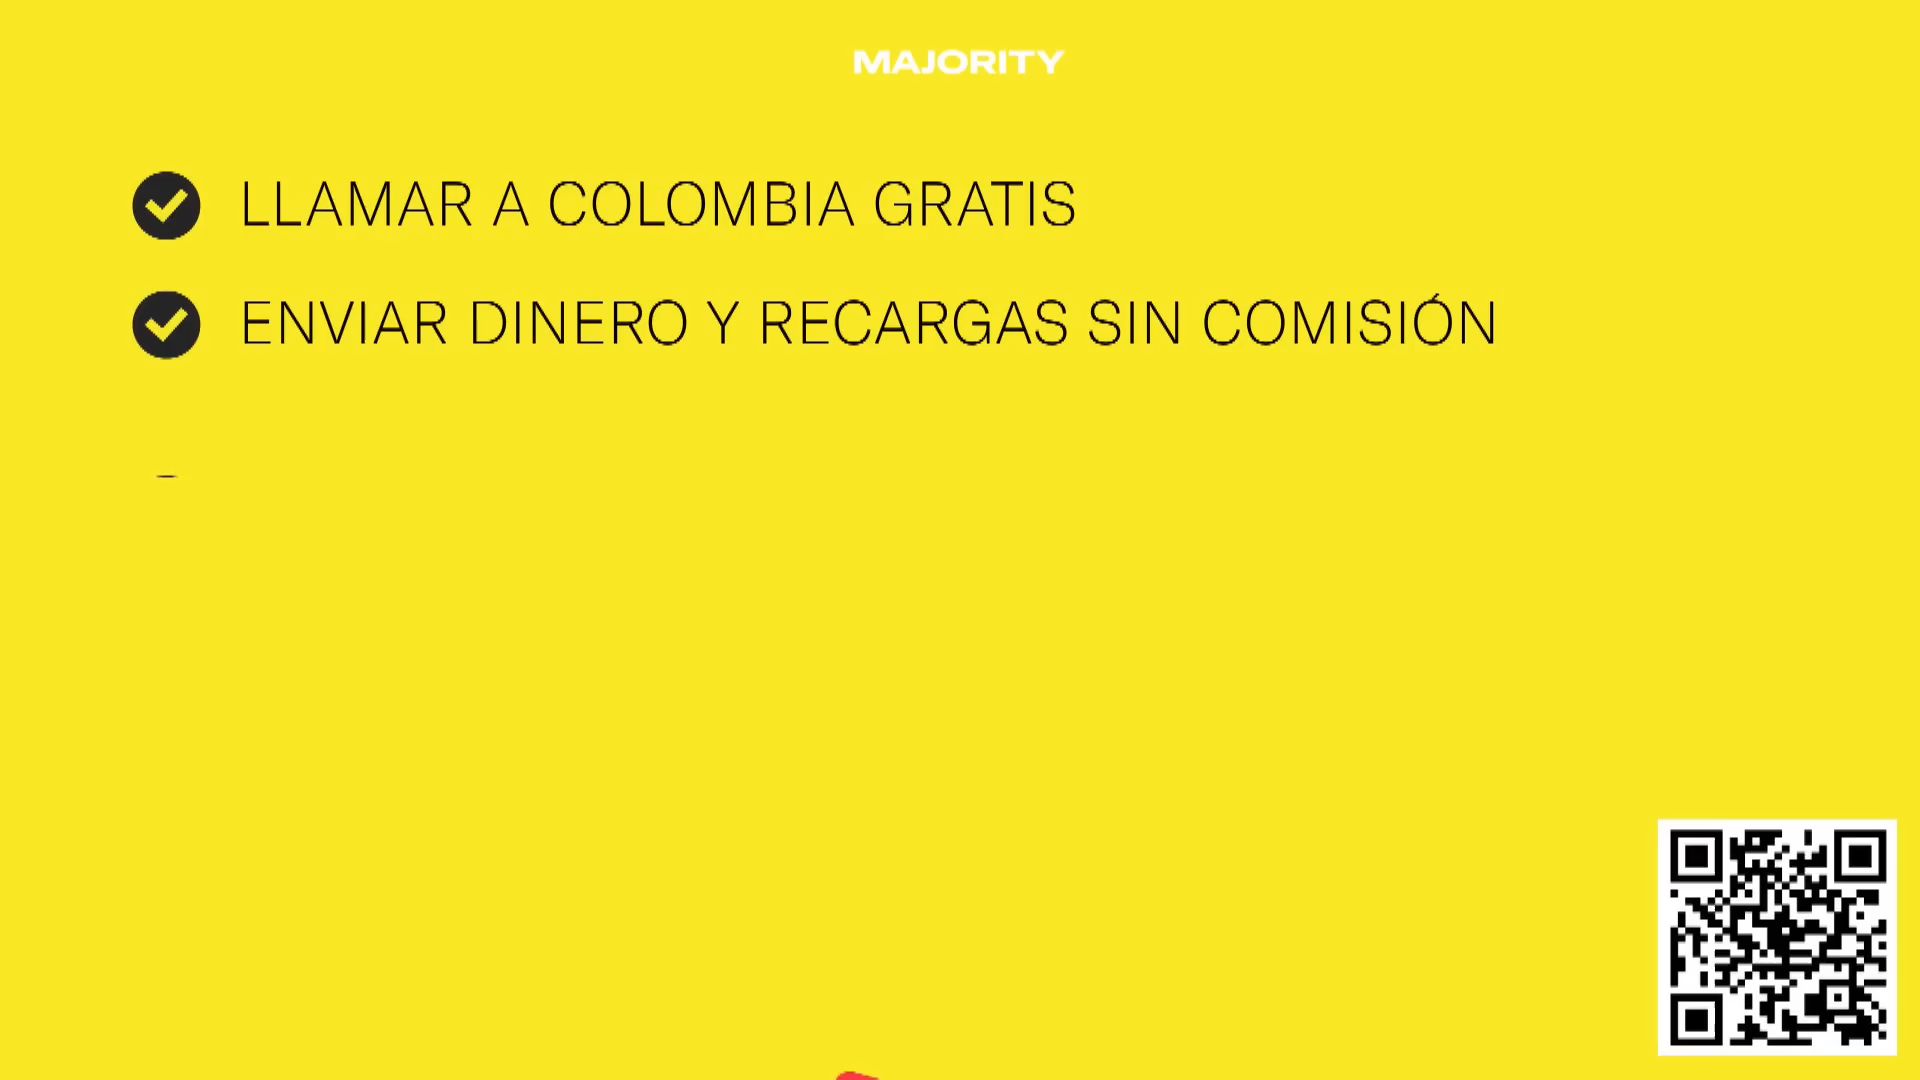 MAJORITY
LLAMAR A COLOMBIA GRATIS
ENVIAR DINERO Y RECARGAS SIN COMISIÓN